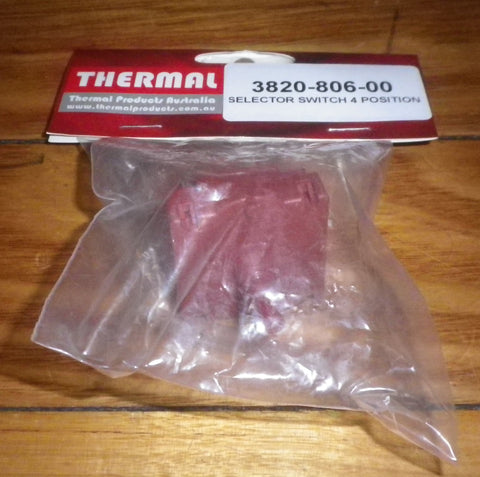 THERMAL
Thermal Products Australia
www.thermalproducts.com.au
3820-806-00
SELECTOR SWITCH 4 POSITION